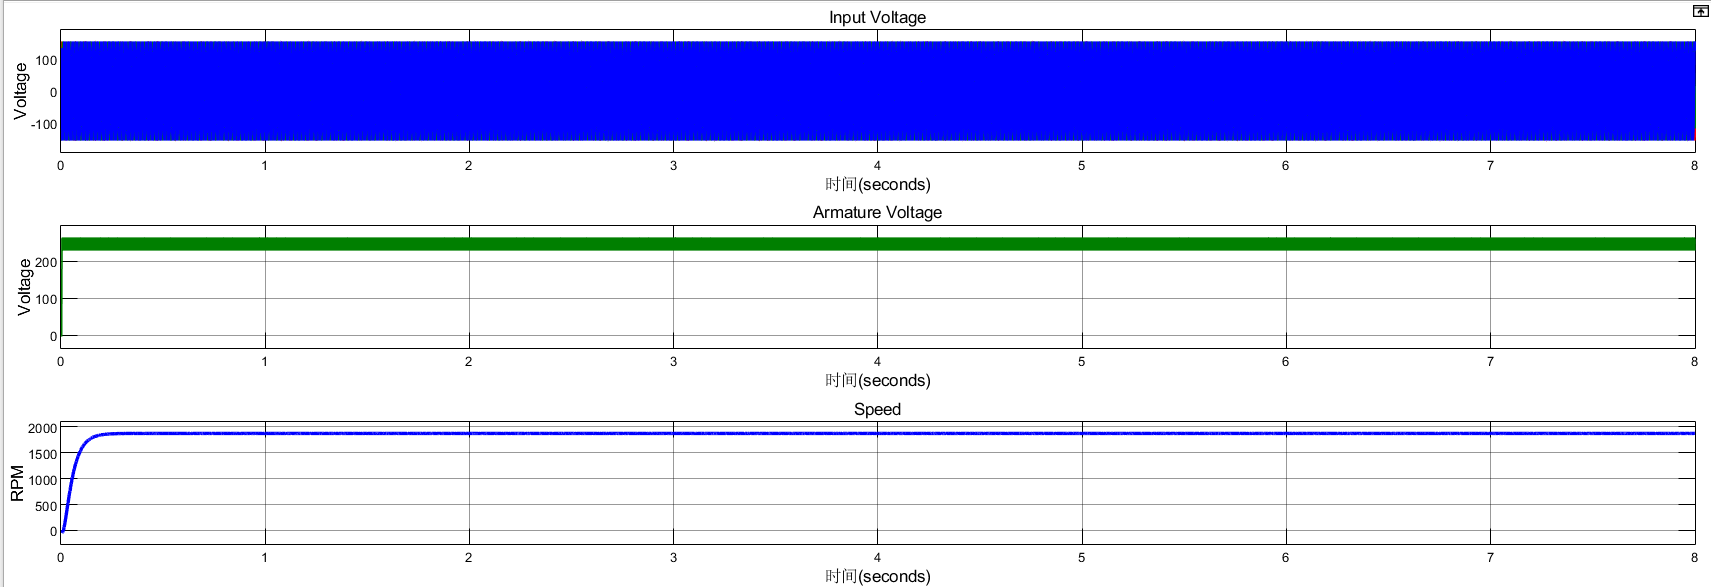 Input Voltage
Voltage
100
0
-100
0 1 2 3 4 5 6 7 8
时间(seconds)
Armature Voltage
Voltage
200
100
0
0 1 2 3 4 5 6 7 8
时间(seconds)
Speed
RPM
2000
1500
1000
500
0
0 1 2 3 4 5 6 7 8
时间(seconds)